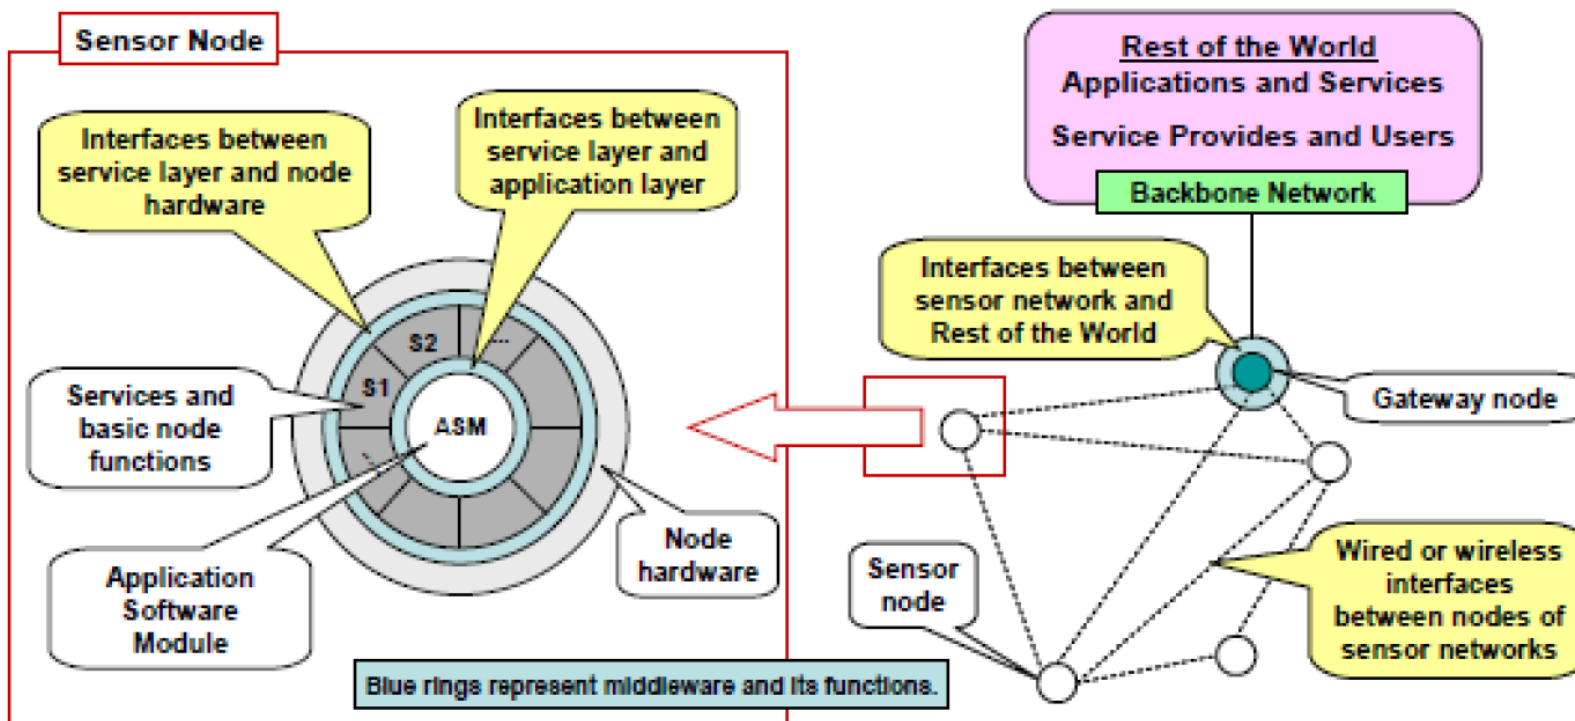 Sensor Node
Interfaces between
service layer and node
hardware
Interfaces between
service layer and
application layer
S2
...
S1
ASM
...
Services and
basic node
functions
Application
Software
Module
Node
hardware
Blue rings represent middleware and its functions.
Rest of the World
Applications and Services
Service Provides and Users
Backbone Network
Interfaces between
sensor network and
Rest of the World
Gateway node
Sensor
node
Wired or wireless
interfaces
between nodes of
sensor networks